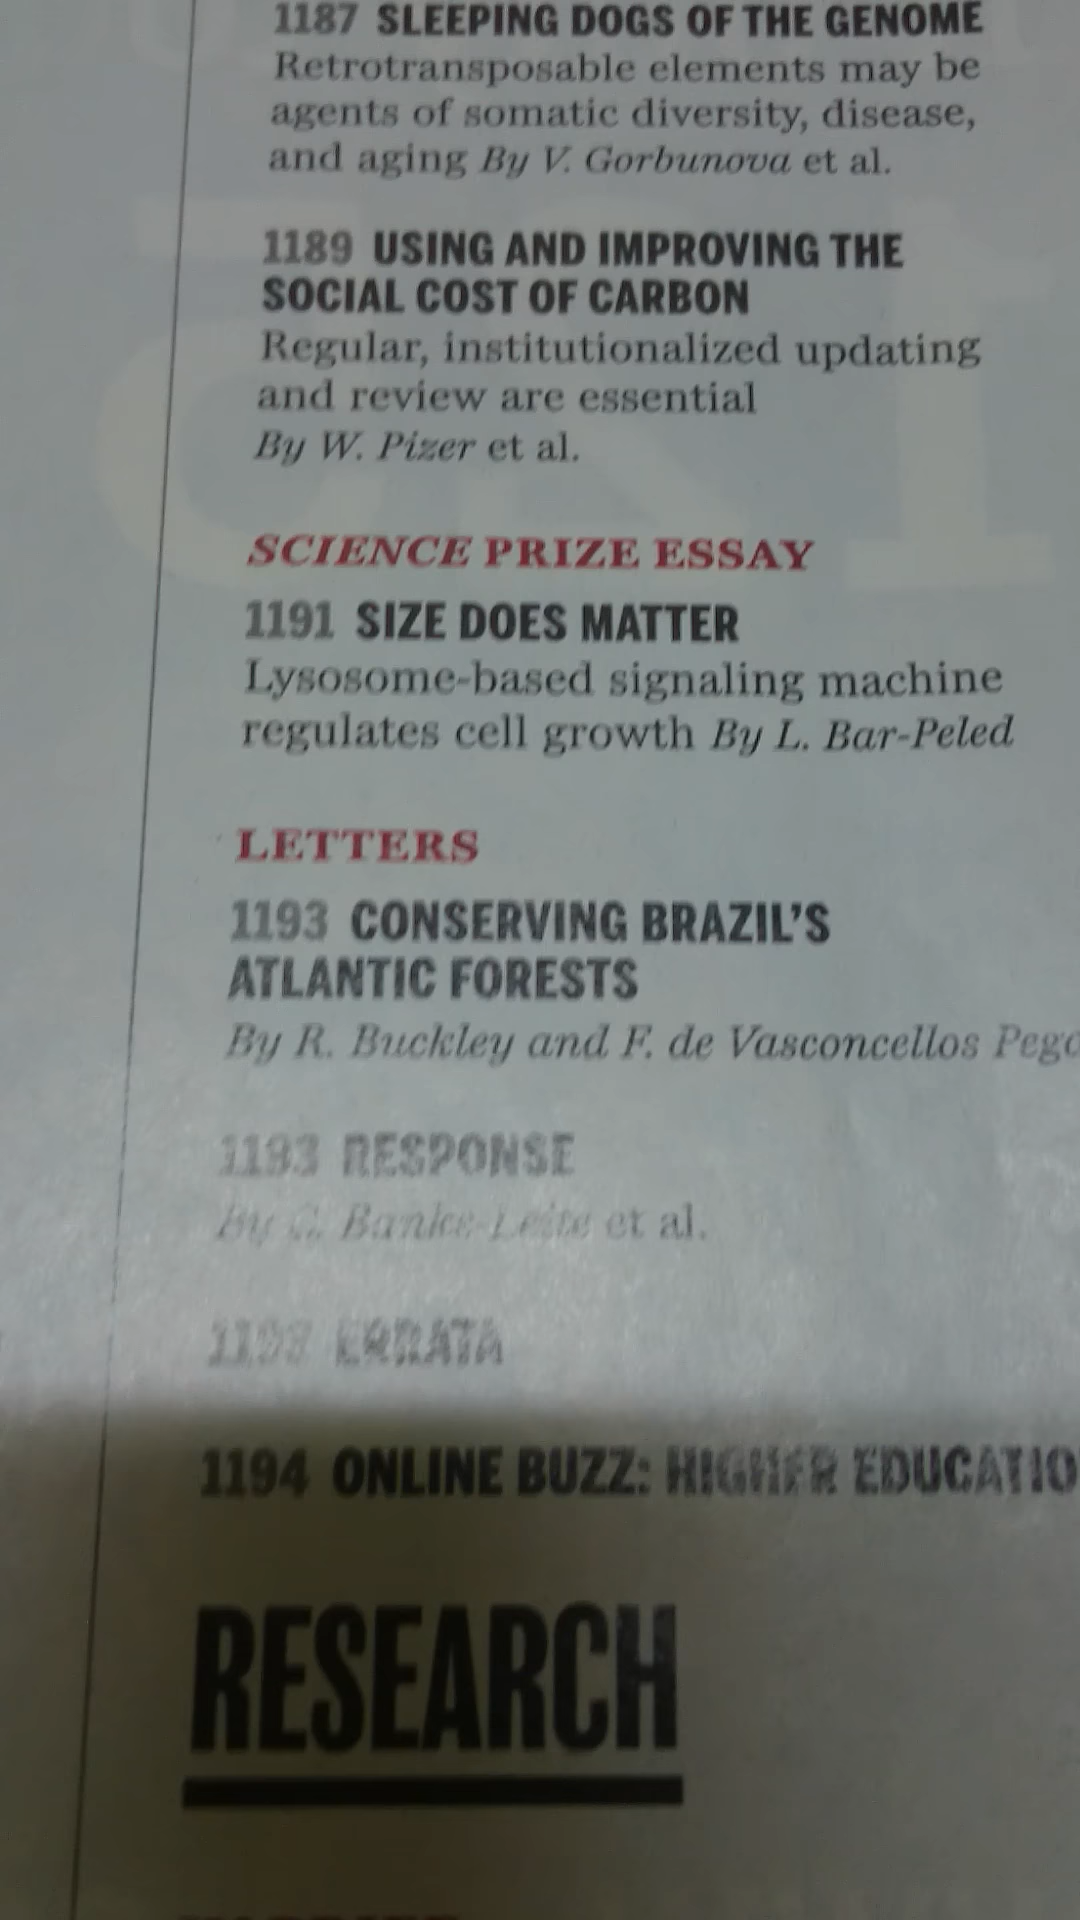 1187 SLEEPING DOGS OF THE GENOME
Retrotransposable elements may be
agents of somatic diversity, disease,
and aging By V. Gorbunova et al.
1189 USING AND IMPROVING THE
SOCIAL COST OF CARBON
Regular, institutionalized updating
and review are essential
By W. Pizer et al.
SCIENCE PRIZE ESSAY
1191 SIZE DOES MATTER
Lysosome-based signaling machine
regulates cell growth By L. Bar-Peled
LETTERS
1193 CONSERVING BRAZIL'S
ATLANTIC FORESTS
By R. Buckley and F. de Vasconcellos
1193 RESPONSE
By C. Banks-Leite et al.
ERRATA
1194 ONLINE BUZZ: HIGHER
RESEARCH